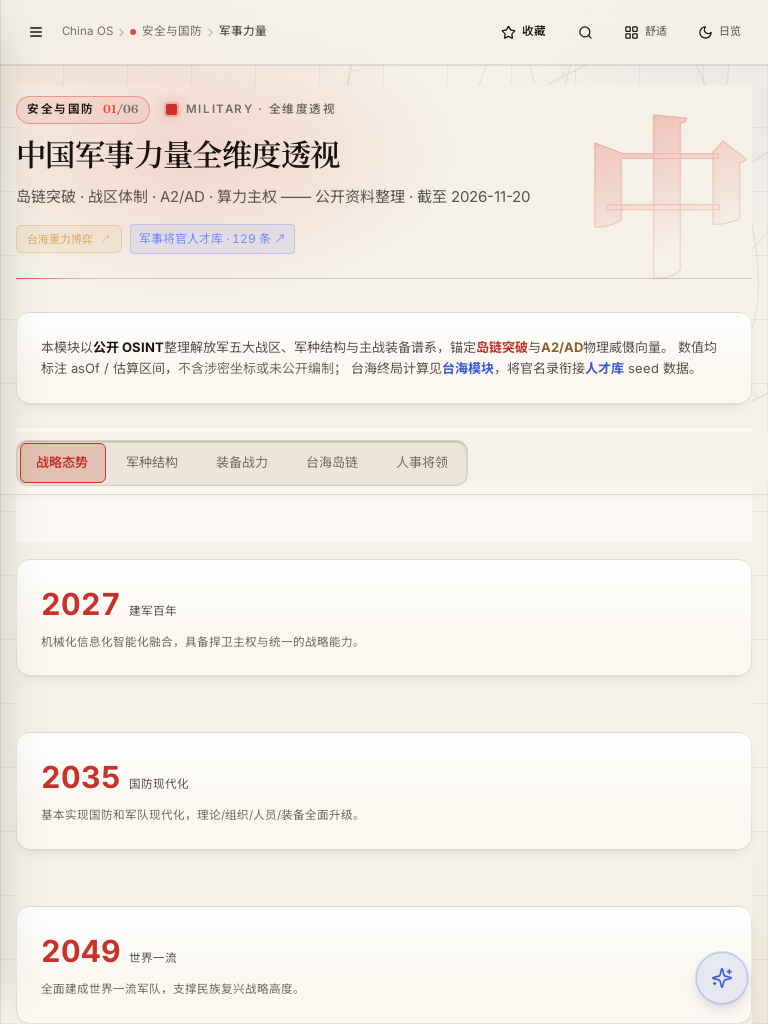 China OS › 安全与国防 › 军事力量
收藏
舒适
日览
安全与国防 01/06
MILITARY · 全维度透视
中国军事力量全维度透视
岛链突破 · 战区体制 · A2/AD · 算力主权 —— 公开资料整理 · 截至 2026-11-20
台海重力博弈 ↗
军事将官人才库 · 129 条 ↗
中
本模块以公开 OSINT整理解放军五大战区、军种结构与主战装备谱系，锚定岛链突破与A2/AD物理威慑向量。 数值均
标注 asOf / 估算区间，不含涉密坐标或未公开编制； 台海终局计算见台海模块，将官名录衔接人才库 seed 数据。
战略态势
军种结构
装备战力
台海岛链
人事将领
2027 建军百年
机械化信息化智能化融合，具备捍卫主权与统一的战略能力。
2035 国防现代化
基本实现国防和军队现代化，理论/组织/人员/装备全面升级。
2049 世界一流
全面建成世界一流军队，支撑民族复兴战略高度。